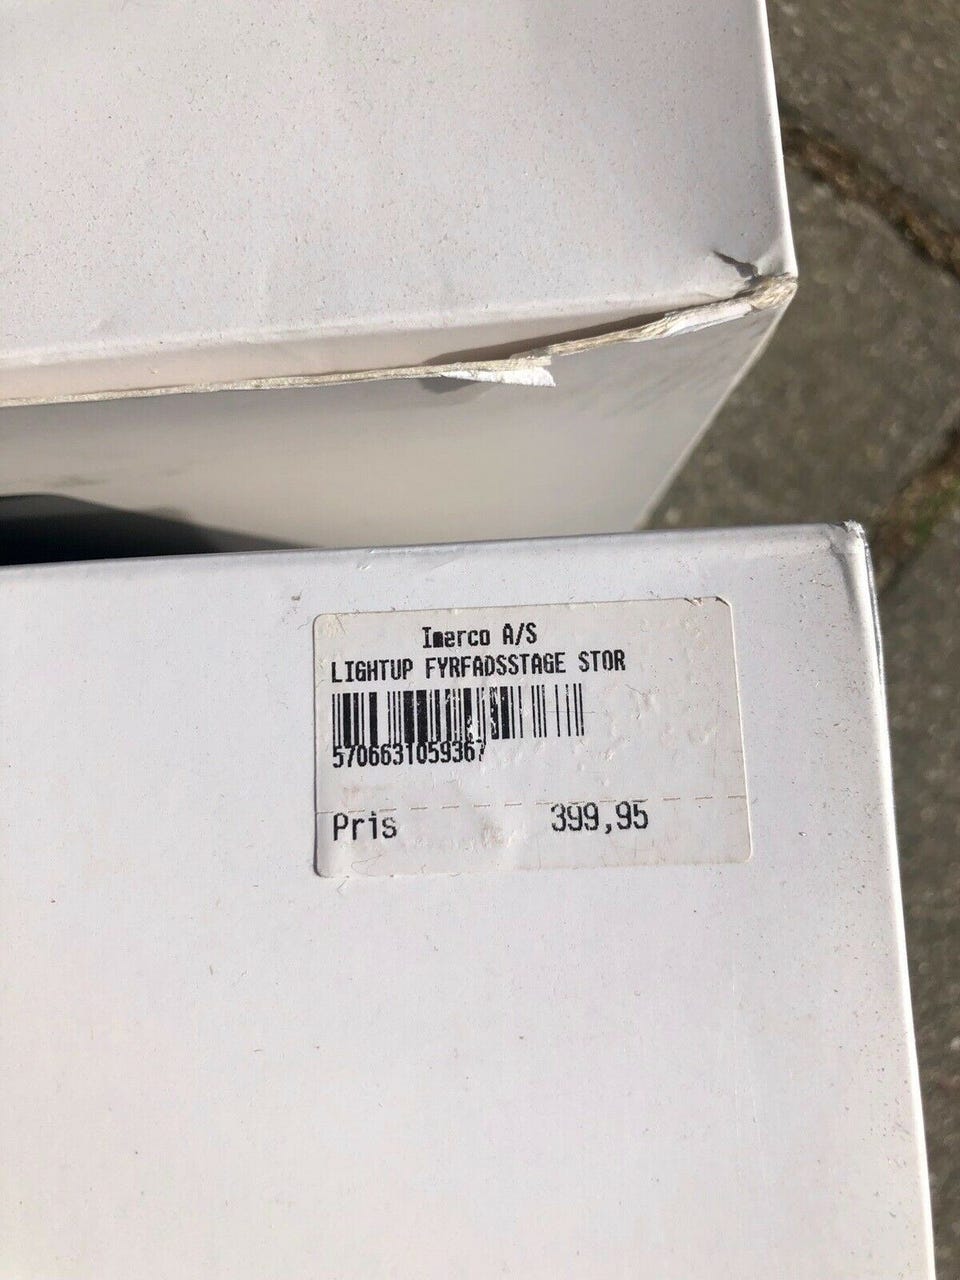 Imerco A/S
LIGHTUP FYRFADSSTAGE STOR
5706631059367
Pris 399,95